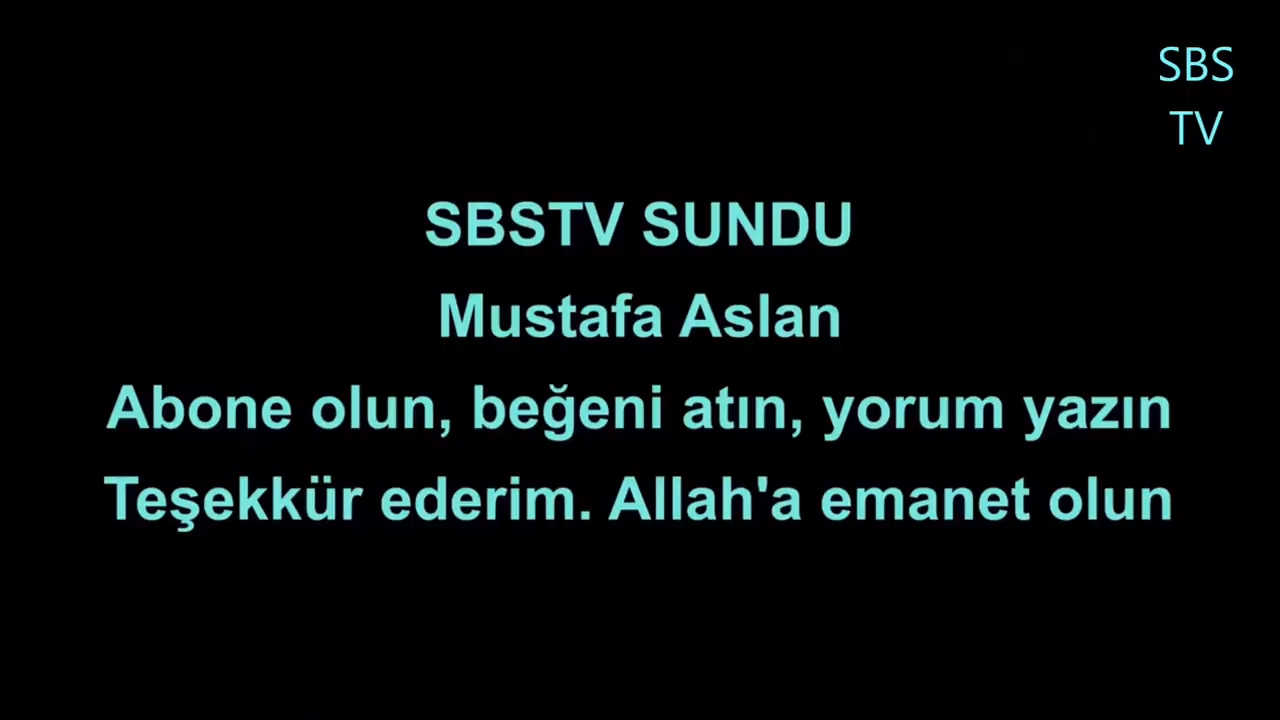 SBS
TV
SBSTV SUNDU
Mustafa Aslan
Abone olun, beğeni atın, yorum yazın
Teşekkür ederim. Allah'a emanet olun